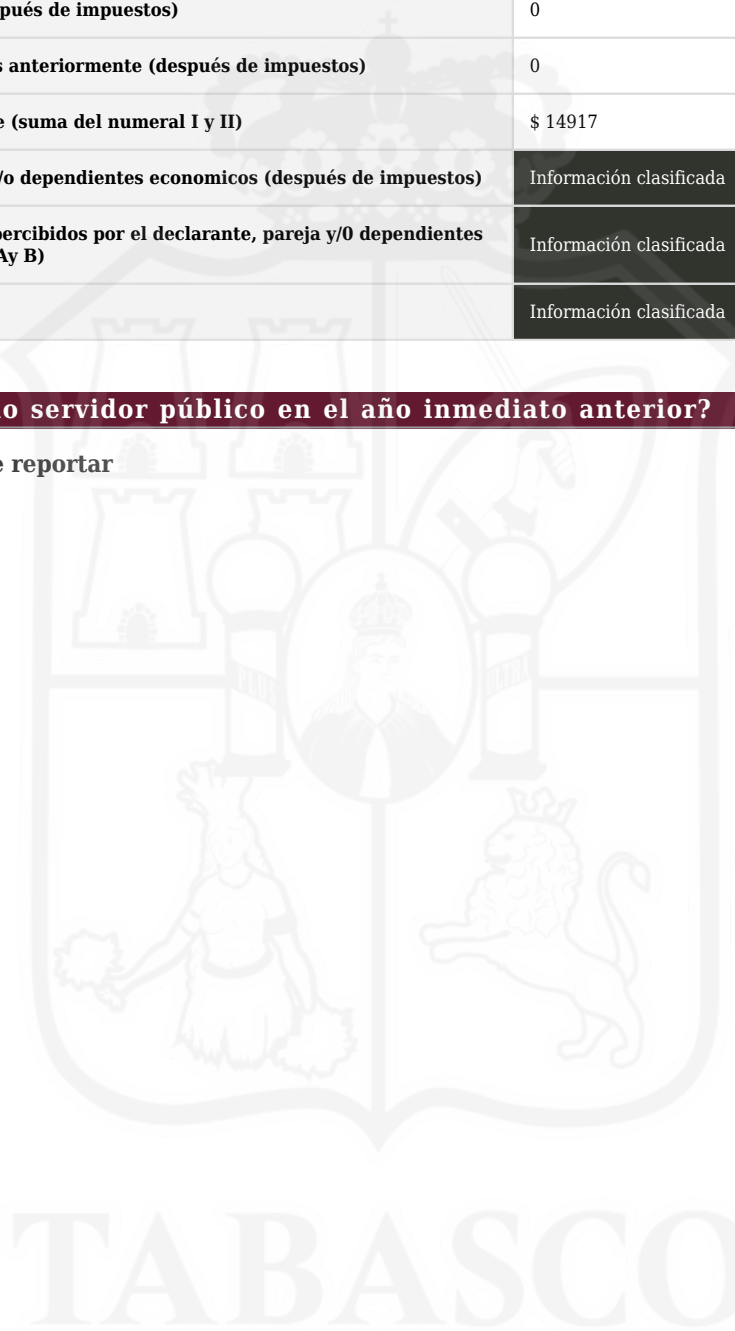 pués de impuestos) 0
s anteriormente (después de impuestos) 0
e (suma del numeral I y II) $ 14917
/o dependientes economicos (después de impuestos) Información clasificada
percibidos por el declarante, pareja y/0 dependientes
Ay B) Información clasificada
Información clasificada
o servidor público en el año inmediato anterior?
e reportar
PLUS ULTRA
TABASCO